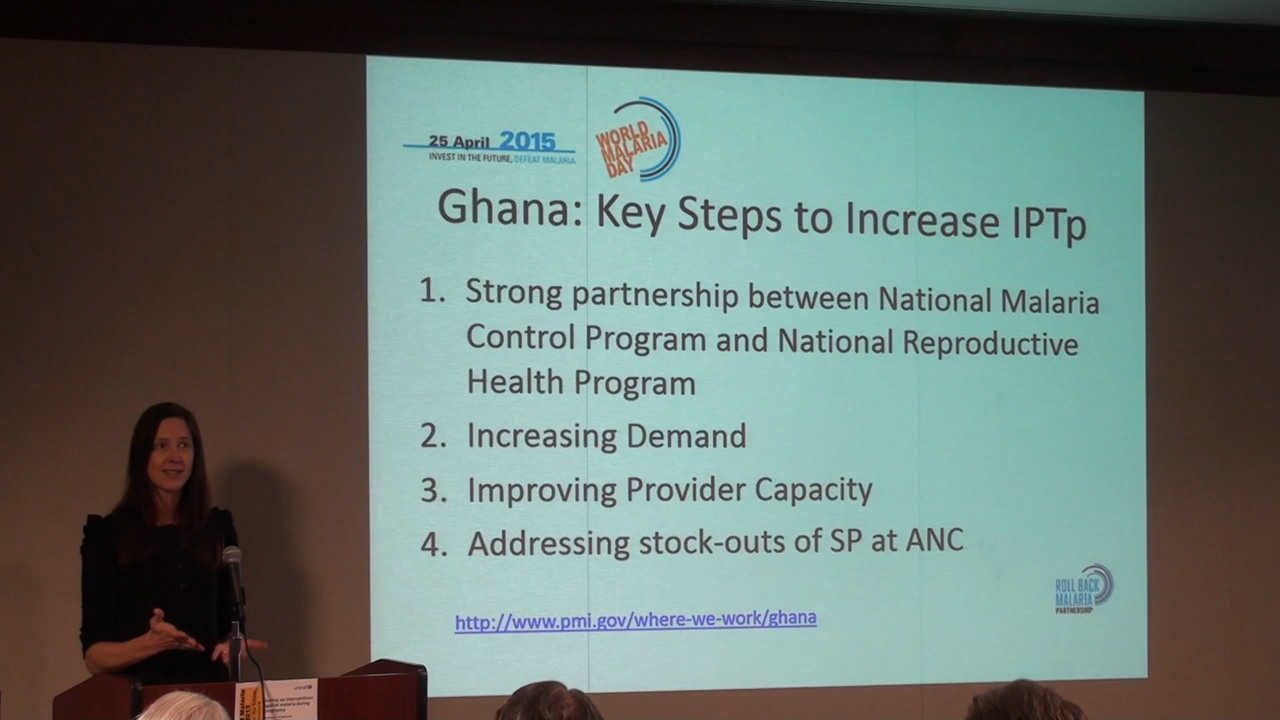 25 April 2015
INVEST IN THE FUTURE, DEFEAT MALARIA
WORLD
MALARIA
DAY
Ghana: Key Steps to Increase IPTp
1. Strong partnership between National Malaria
Control Program and National Reproductive
Health Program
2. Increasing Demand
3. Improving Provider Capacity
4. Addressing stock-outs of SP at ANC
http://www.pmi.gov/where-we-work/ghana
ROLL BACK
MALARIA
PARTNERSHIP
unicef